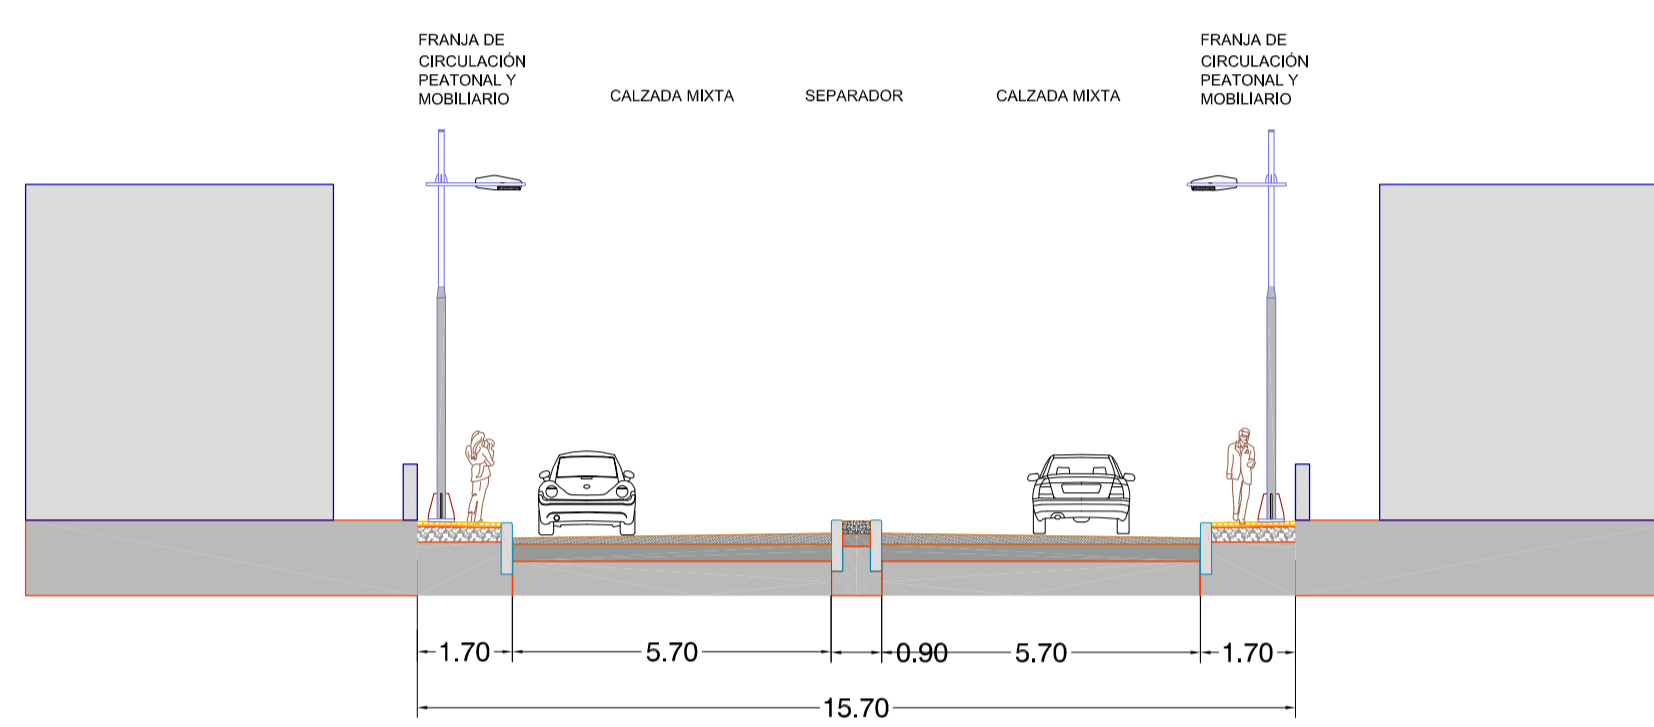 FRANJA DE
CIRCULACIÓN
PEATONAL Y
MOBILIARIO
CALZADA MIXTA
SEPARADOR
CALZADA MIXTA
FRANJA DE
CIRCULACIÓN
PEATONAL Y
MOBILIARIO
1.70
5.70
0.90
5.70
1.70
15.70